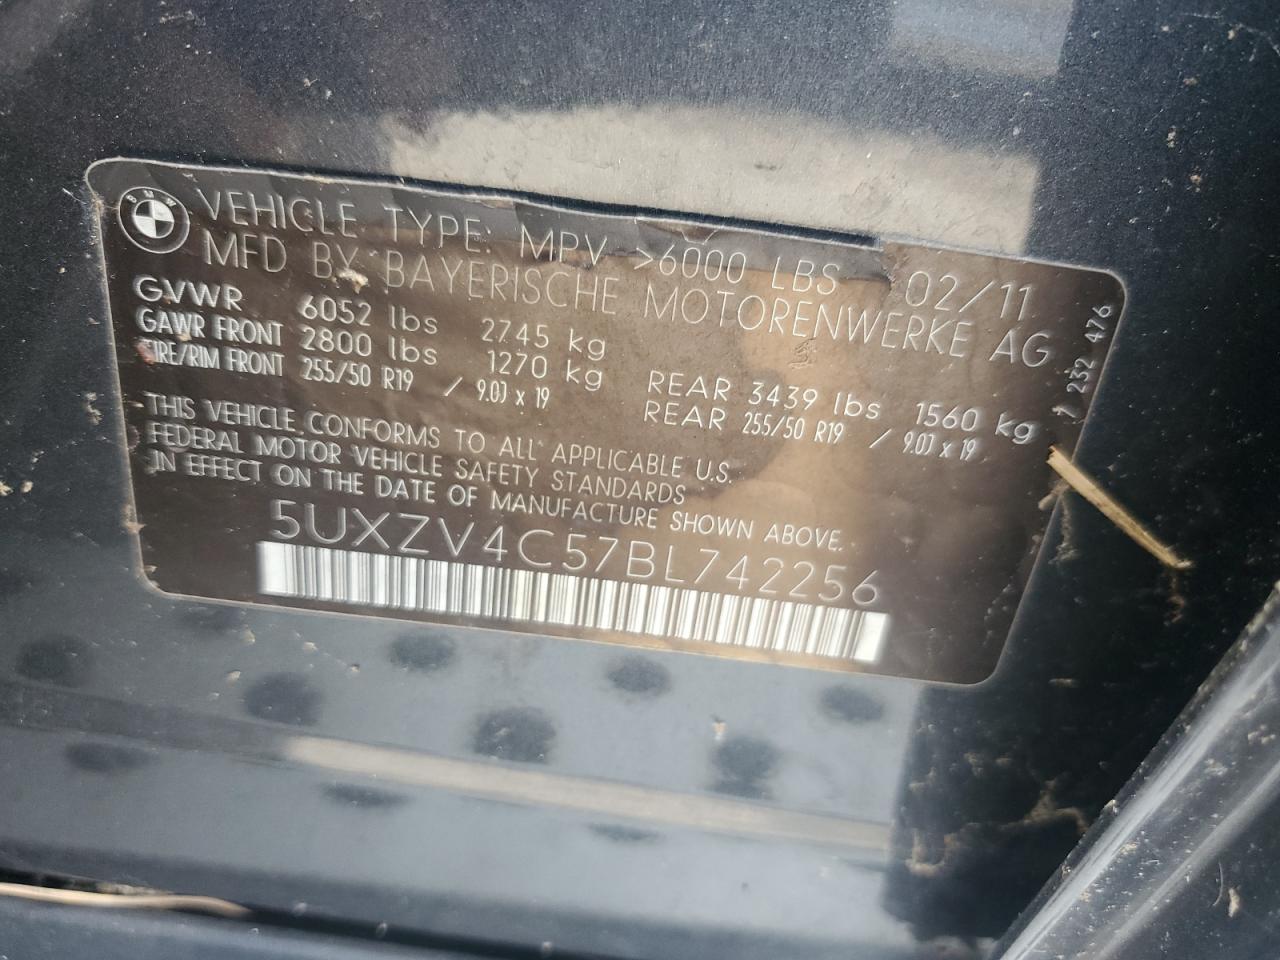 BMW
VEHICLE TYPE: MPV >6000 LBS 02/11
MFD BY BAYERISCHE MOTORENWERKE AG
GVWR 6052 lbs 2745 kg
GAWR FRONT 2800 lbs 1270 kg REAR 3439 lbs 1560 kg
TIRE/RIM FRONT 255/50 R19 / 9.0J x 19 REAR 255/50 R19 / 9.0J x 19
THIS VEHICLE CONFORMS TO ALL APPLICABLE U.S.
FEDERAL MOTOR VEHICLE SAFETY STANDARDS
IN EFFECT ON THE DATE OF MANUFACTURE SHOWN ABOVE.
5UXZV4C57BL742256
7 232 476